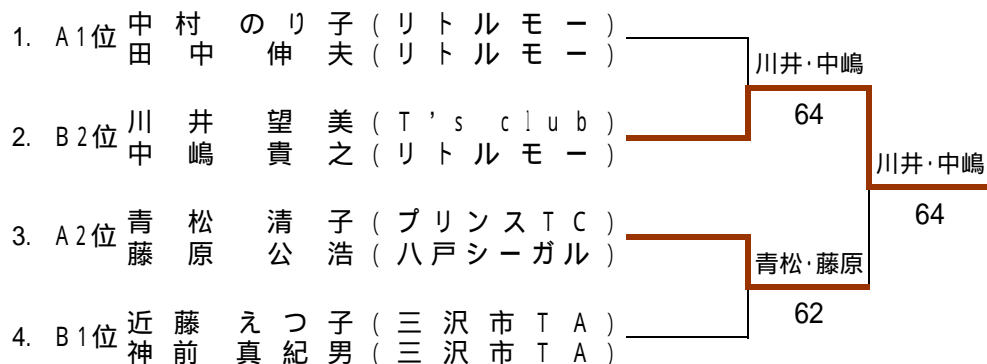 1. A1位 中村 のり子 (リトルモー)
田中 伸夫 (リトルモー)
川井・中嶋
64
2. B2位 川井 望美 (T's club)
中嶋 貴之 (リトルモー)
川井・中嶋
64
3. A2位 青松 清子 (プリンスTC)
藤原 公浩 (八戸シーガル)
青松・藤原
62
4. B1位 近藤 えつ子 (三沢市TA)
神前 真紀男 (三沢市TA)